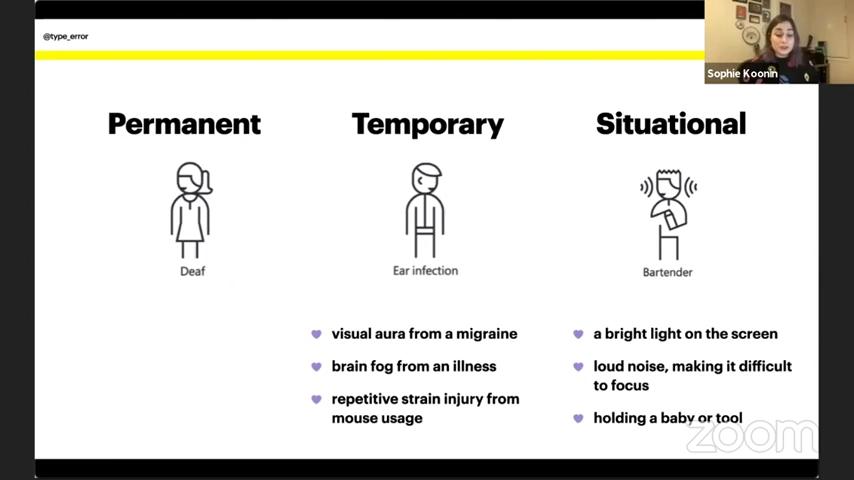 @type_error
Sophie Koonin
Permanent
Temporary
Situational
Deaf
Ear infection
Bartender
visual aura from a migraine
brain fog from an illness
repetitive strain injury from
mouse usage
a bright light on the screen
loud noise, making it difficult
to focus
holding a baby or tool
zoom